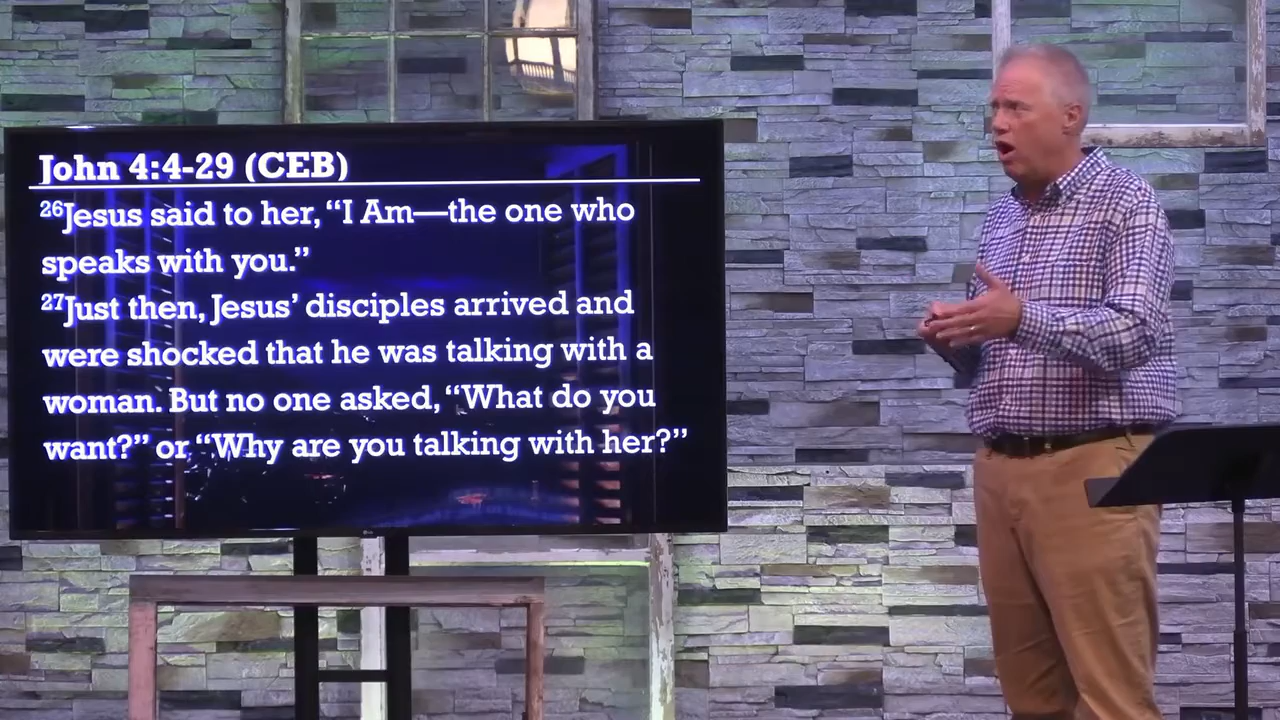 John 4:4-29 (CEB)
26Jesus said to her, “I Am—the one who
speaks with you.”
27Just then, Jesus’ disciples arrived and
were shocked that he was talking with a
woman. But no one asked, “What do you
want?” or “Why are you talking with her?”